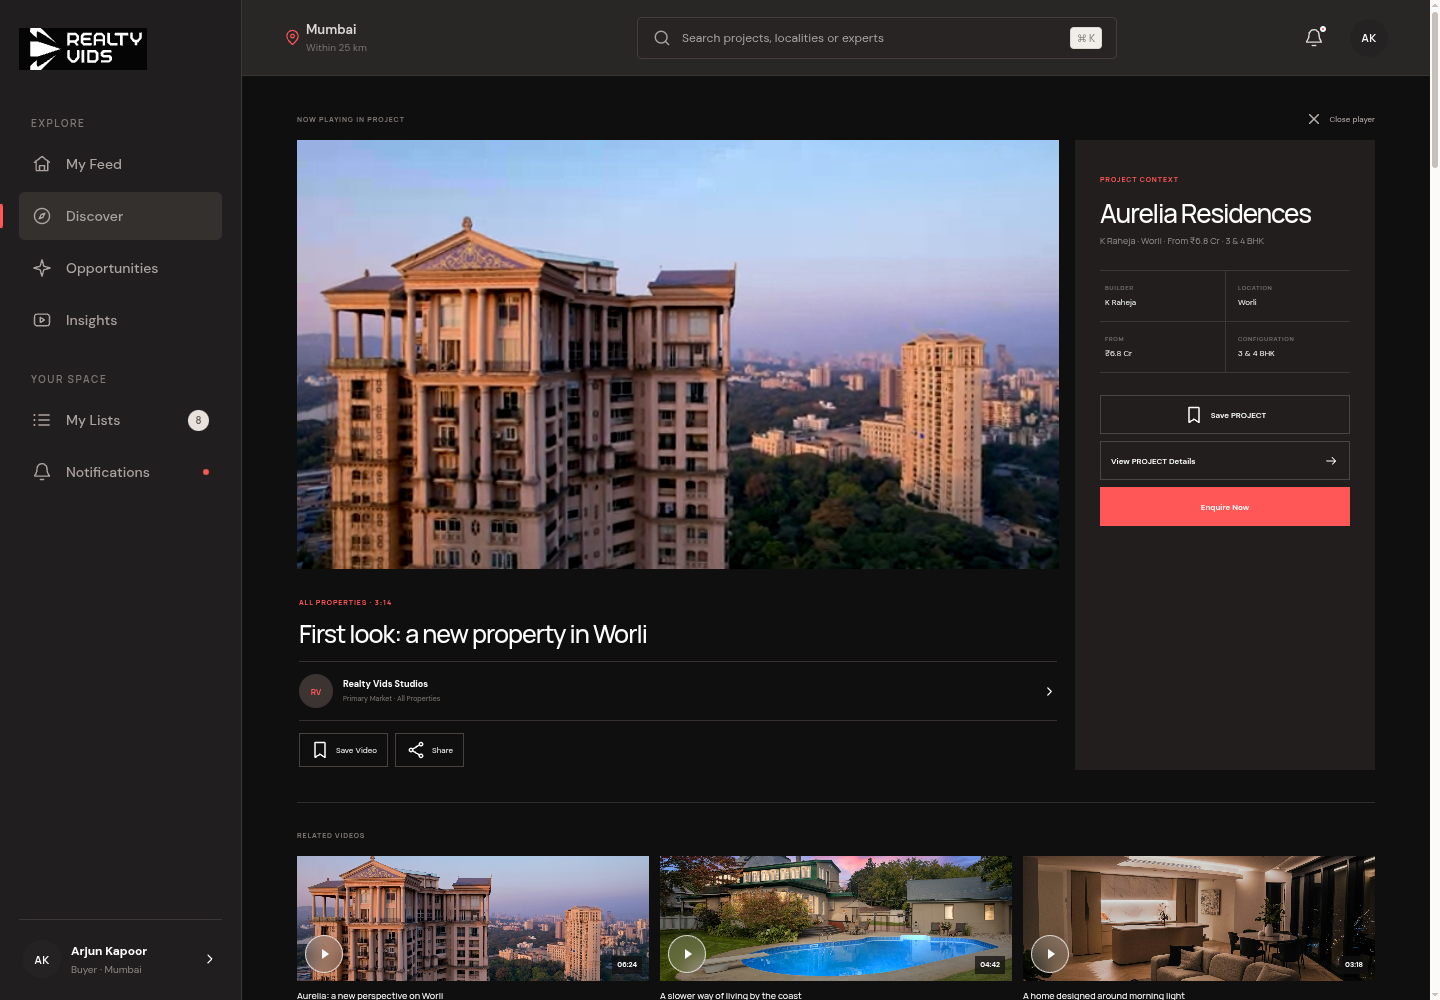 REALTY
VIDS
EXPLORE
My Feed
Discover
Opportunities
Insights
YOUR SPACE
My Lists
8
Notifications
AK
Arjun Kapoor
Buyer · Mumbai
Mumbai
Within 25 km
Search projects, localities or experts
⌘ K
AK
NOW PLAYING IN PROJECT
Close player
PROJECT CONTEXT
Aurelia Residences
K Raheja · Worli · From ₹6.8 Cr · 3 & 4 BHK
BUILDER
K Raheja
LOCATION
Worli
FROM
₹6.8 Cr
CONFIGURATION
3 & 4 BHK
Save PROJECT
View PROJECT Details
Enquire Now
ALL PROPERTIES · 3:14
First look: a new property in Worli
RV
Realty Vids Studios
Primary Market · All Properties
Save Video
Share
RELATED VIDEOS
06:24
04:42
03:18
Aurelia: a new perspective on Worli
A slower way of living by the coast
A home designed around morning light